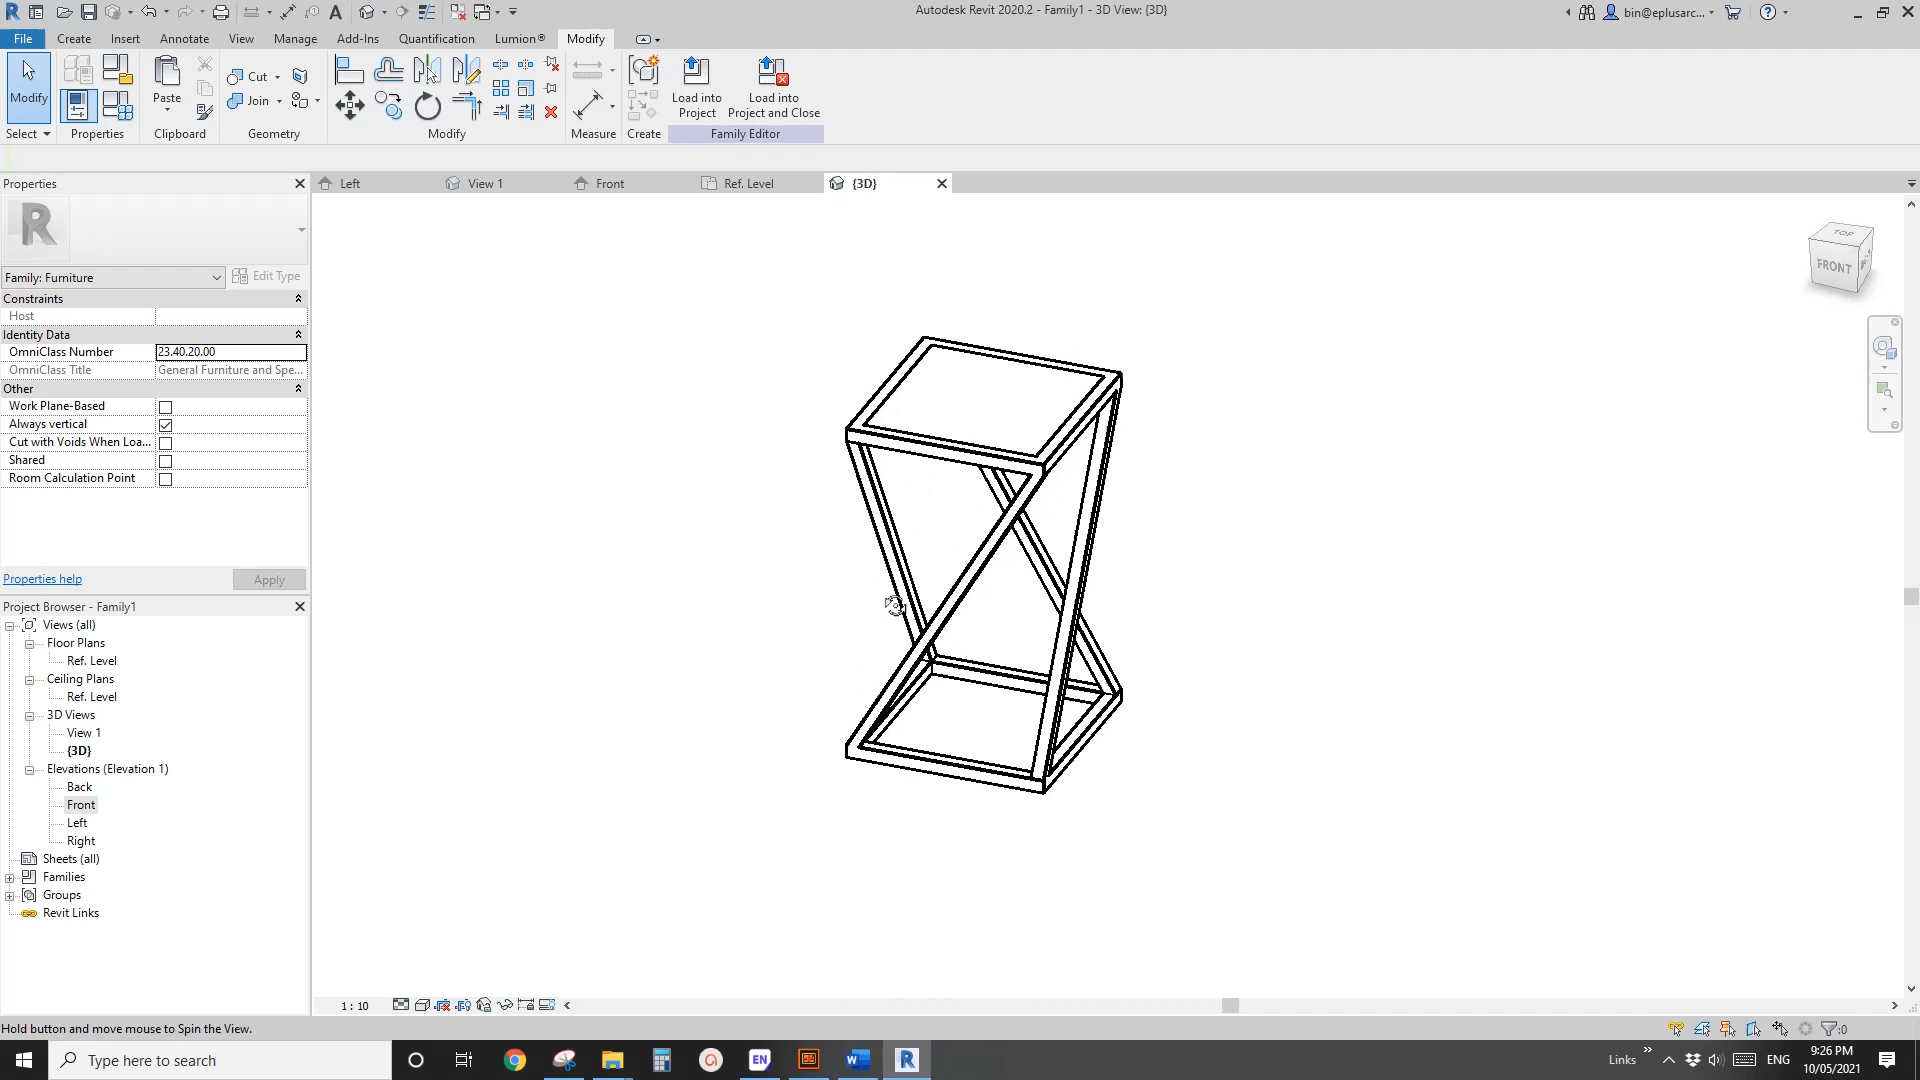 Autodesk Revit 2020.2 - Family1 - 3D View: {3D}
bin@eplusarc...
File Create Insert Annotate View Manage Add-Ins Quantification Lumion® Modify
Modify
Paste
Cut
Join
Load into
Project
Load into
Project and Close
Select Properties Clipboard Geometry Modify Measure Create Family Editor
Properties
Left View 1 Front Ref. Level {3D}
R
Family: Furniture
Edit Type
Constraints
Host
Identity Data
OmniClass Number 23.40.20.00
OmniClass Title General Furniture and Spe...
Other
Work Plane-Based
Always vertical
Cut with Voids When Loa...
Shared
Room Calculation Point
Properties help
Apply
Project Browser - Family1
Views (all)
Floor Plans
Ref. Level
Ceiling Plans
Ref. Level
3D Views
View 1
{3D}
Elevations (Elevation 1)
Back
Front
Left
Right
Sheets (all)
Families
Groups
Revit Links
TOP
FRONT
1 : 10
Hold button and move mouse to Spin the View.
:0
Type here to search
EN
Links
ENG
9:26 PM
10/05/2021